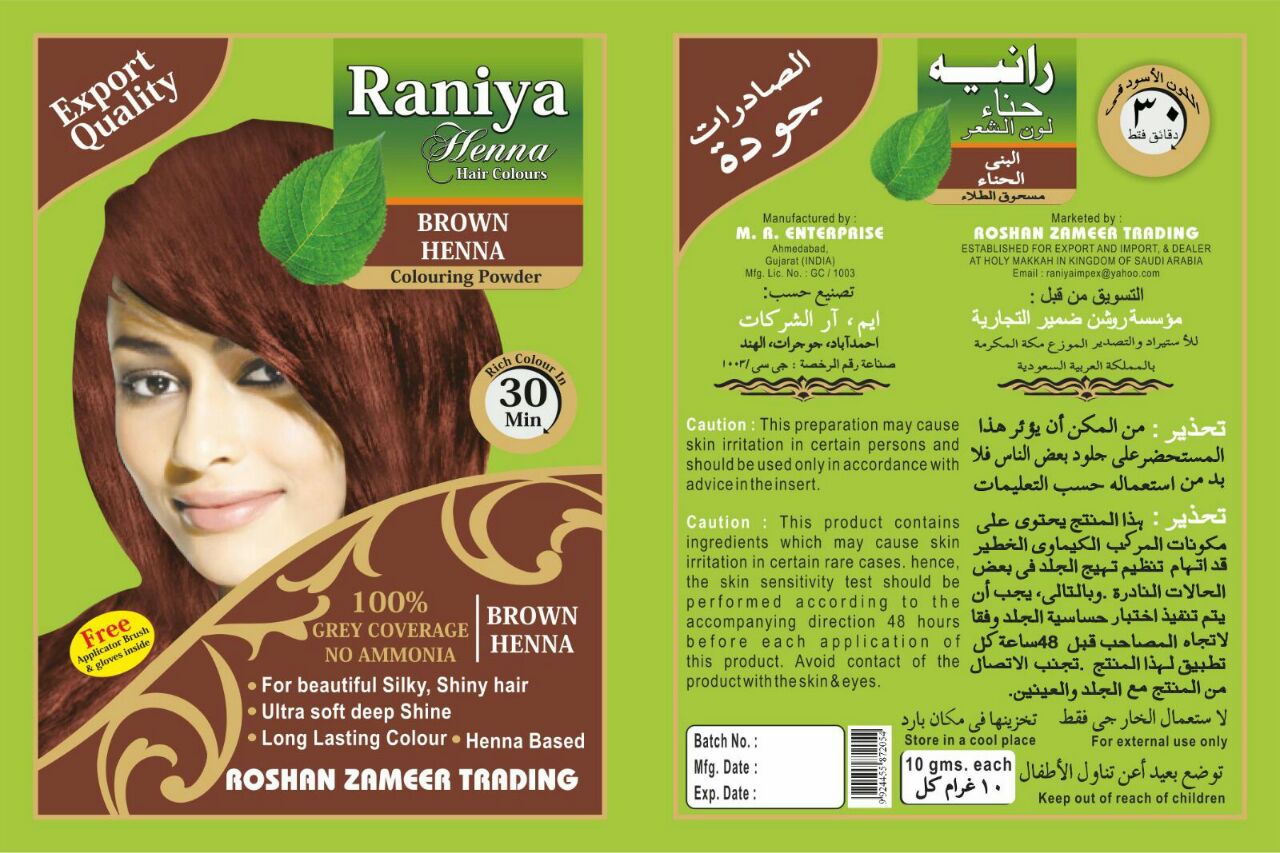 Export
Quality
Raniya
Henna
Hair Colours
BROWN
HENNA
Colouring Powder
Rich Colour In
30
Min
100%
GREY COVERAGE
NO AMMONIA
BROWN
HENNA
Free
Applicator Brush
& gloves inside
• For beautiful Silky, Shiny hair
• Ultra soft deep Shine
• Long Lasting Colour • Henna Based
ROSHAN ZAMEER TRADING
الصادرات
جودة
رانيه
حناء
لون الشعر
البنى
الحناء
مسحوق الطلاء
اللون الأسود فى
٣٠
دقائق فقط
Manufactured by :
M. R. ENTERPRISE
Ahmedabad,
Gujarat (INDIA)
Mfg. Lic. No. : GC / 1003
تصنيع حسب:
ايم، آر الشركات
احمدآباد، جوجرات، الهند
صناعة رقم الرخصة : جى سى/١٠٠٣
Marketed by :
ROSHAN ZAMEER TRADING
ESTABLISHED FOR EXPORT AND IMPORT, & DEALER
AT HOLY MAKKAH IN KINGDOM OF SAUDI ARABIA
Email : raniyaimpex@yahoo.com
التسويق من قبل :
مؤسسة روشن ضمير التجارية
للأستيراد والتصدير الموزع مكة المكرمة
بالمملكة العربية السعودية
Caution : This preparation may cause
skin irritation in certain persons and
should be used only in accordance with
advice in the insert.
تحذير : من المكن أن يؤثر هذا
المستحضر على جلود بعض الناس فلا
بد من استعماله حسب التعليمات
Caution : This product contains
ingredients which may cause skin
irritation in certain rare cases. hence,
the skin sensitivity test should be
performed according to the
accompanying direction 48 hours
before each application of
this product. Avoid contact of the
product with the skin & eyes.
تحذير : هذا المنتج يحتوى على
مكونات المركب الكيماوى الخطير
قد اتهام تنظيم تهيج الجلد فى بعض
الحالات النادرة .وبالتالى، يجب أن
يتم تنفيذ اختبار حساسية الجلد وفقا
لاتجاه المصاحب قبل 48ساعة كل
تطبيق لهذا المنتج .تجنب الاتصال
من المنتج مع الجلد والعينين.
Batch No. :
Mfg. Date :
Exp. Date :
9924455872054
تخزينها فى مكان بارد
Store in a cool place
لا ستعمال الخارجى فقط
For external use only
10 gms. each
١٠ غرام كل
توضع بعيد أعن تناول الأطفال
Keep out of reach of children